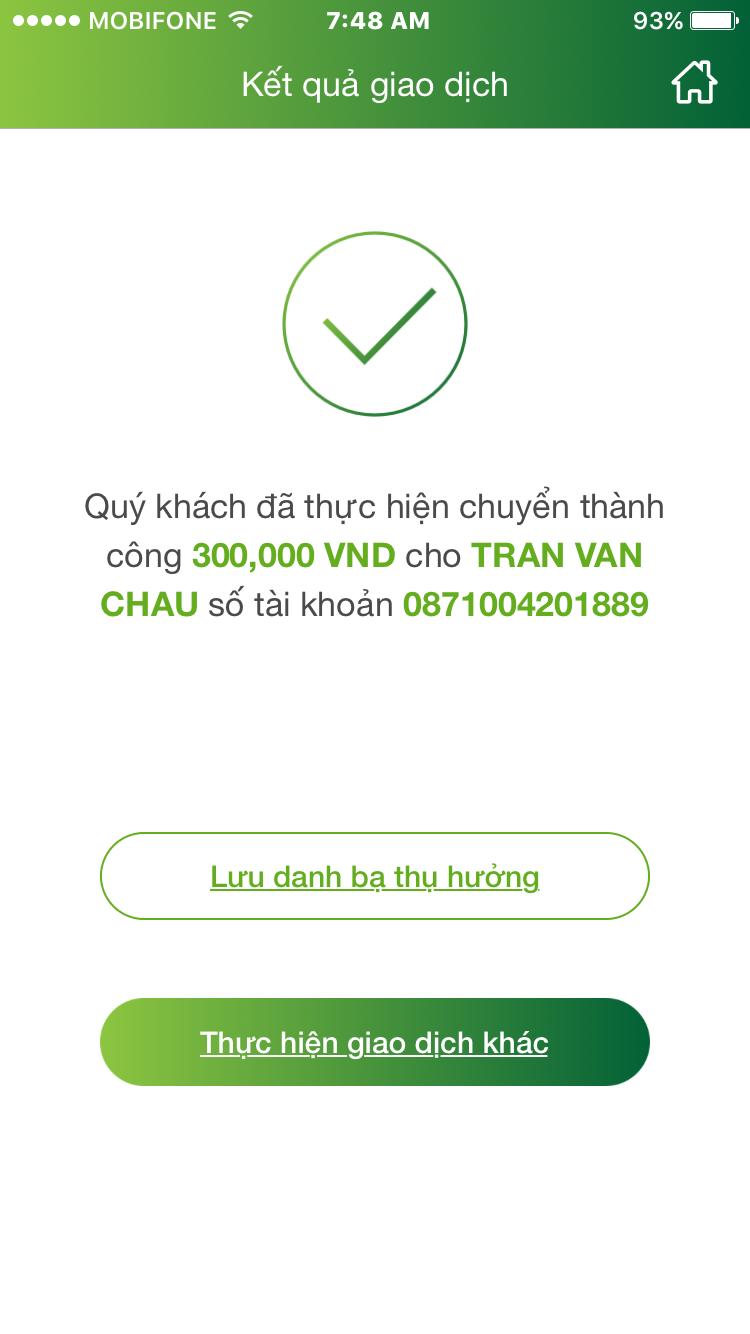 MOBIFONE 7:48 AM 93%
Kết quả giao dịch
Quý khách đã thực hiện chuyển thành
công 300,000 VND cho TRAN VAN
CHAU số tài khoản 0871004201889
Lưu danh bạ thụ hưởng
Thực hiện giao dịch khác